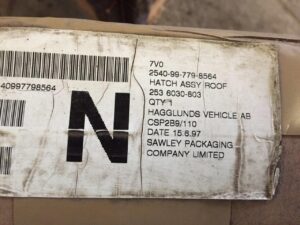 7V0
2540-99-779-8564
40997798564
HATCH ASSY ROOF
253 6030-803
QTY 1
HAGGLUNDS VEHICLE AB
CSP2B9/110
DATE 15.6.97
SAWLEY PACKAGING
COMPANY LIMITED
N